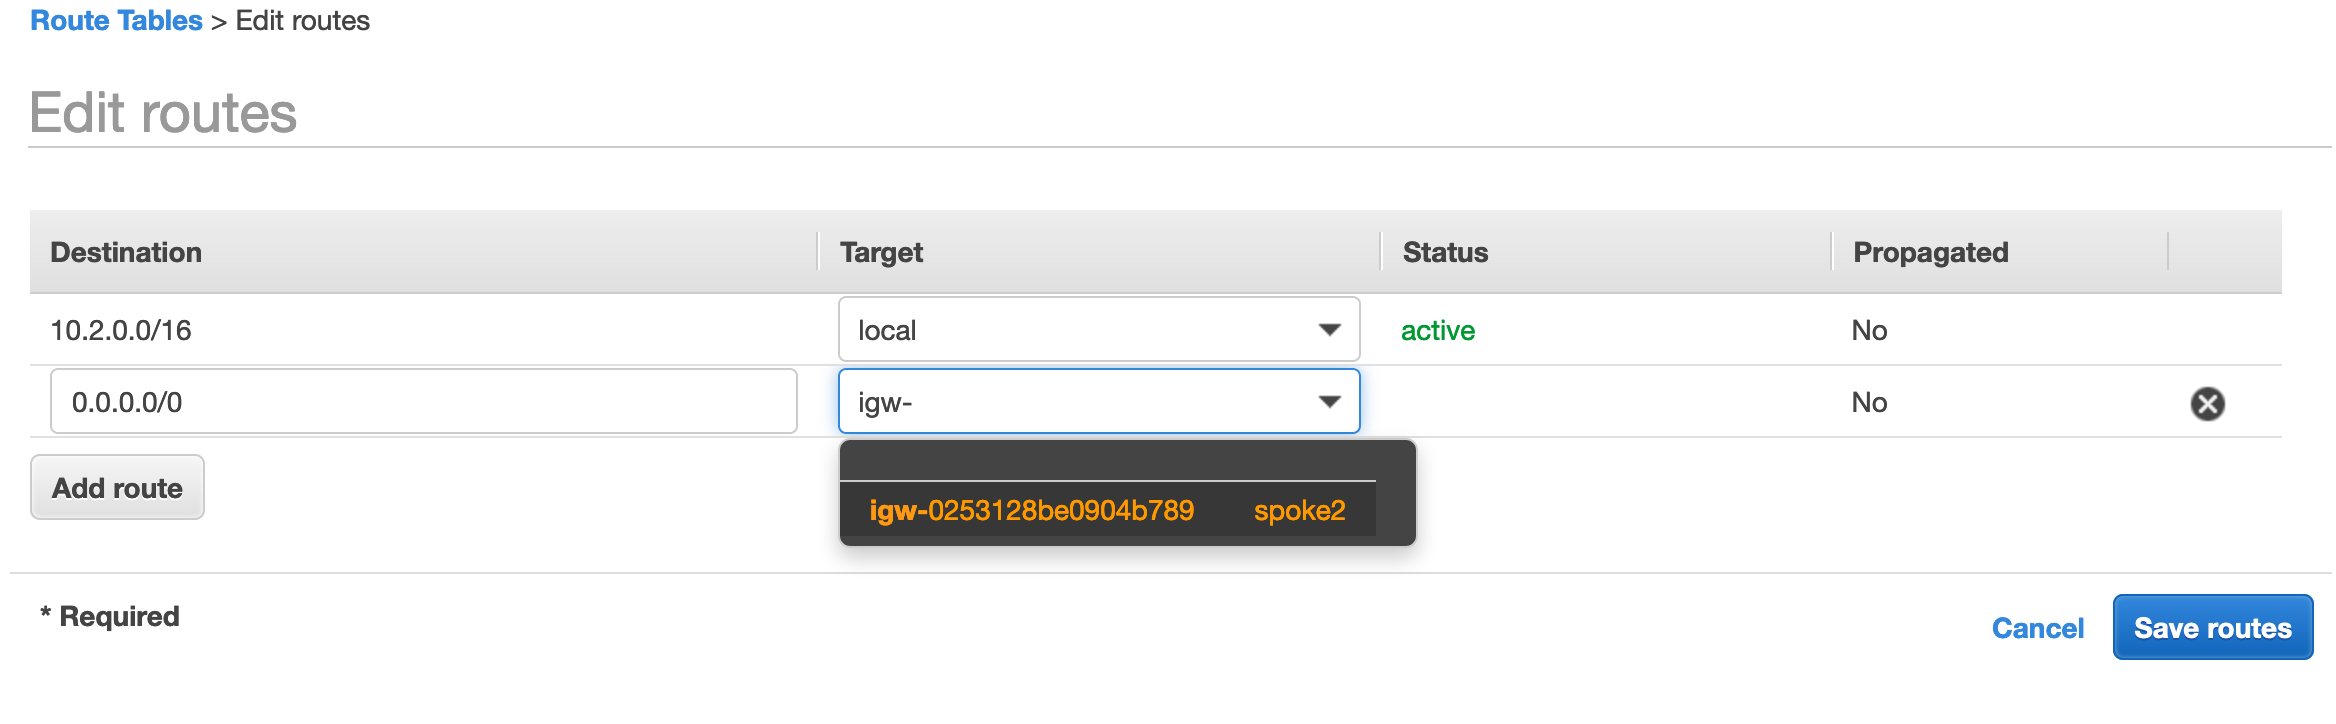 Route Tables > Edit routes
Edit routes
Destination Target Status Propagated
10.2.0.0/16 local active No
0.0.0.0/0 igw- No
igw-0253128be0904b789 spoke2
Add route
* Required
Cancel Save routes